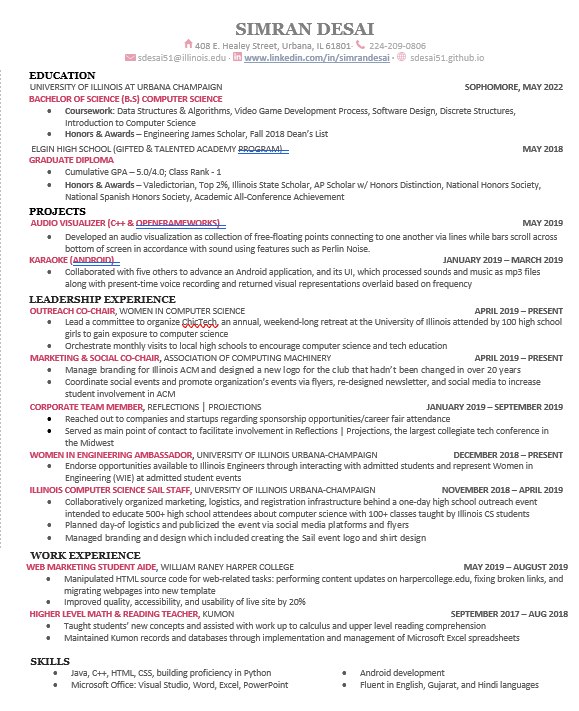 SIMRAN DESAI
408 E. Healey Street, Urbana, IL 61801· 224-209-0806
sdesai51@illinois.edu · www.linkedin.com/in/simrandesai · sdesai51.github.io
EDUCATION
UNIVERSITY OF ILLINOIS AT URBANA CHAMPAIGN SOPHOMORE, MAY 2022
BACHELOR OF SCIENCE (B.S) COMPUTER SCIENCE
• Coursework: Data Structures & Algorithms, Video Game Development Process, Software Design, Discrete Structures,
Introduction to Computer Science
• Honors & Awards – Engineering James Scholar, Fall 2018 Dean's List
ELGIN HIGH SCHOOL (GIFTED & TALENTED ACADEMY PROGRAM) MAY 2018
GRADUATE DIPLOMA
• Cumulative GPA – 5.0/4.0; Class Rank - 1
• Honors & Awards – Valedictorian, Top 2%, Illinois State Scholar, AP Scholar w/ Honors Distinction, National Honors Society,
National Spanish Honors Society, Academic All-Conference Achievement
PROJECTS
AUDIO VISUALIZER (C++ & OPENFRAMEWORKS) MAY 2019
• Developed an audio visualization as collection of free-floating points connecting to one another via lines while bars scroll across
bottom of screen in accordance with sound using features such as Perlin Noise.
KARAOKE (ANDROID) JANUARY 2019 – MARCH 2019
• Collaborated with five others to advance an Android application, and its UI, which processed sounds and music as mp3 files
along with present-time voice recording and returned visual representations overlaid based on frequency
LEADERSHIP EXPERIENCE
OUTREACH CO-CHAIR, WOMEN IN COMPUTER SCIENCE APRIL 2019 – PRESENT
• Lead a committee to organize ChicTech, an annual, weekend-long retreat at the University of Illinois attended by 100 high school
girls to gain exposure to computer science
• Orchestrate monthly visits to local high schools to encourage computer science and tech education
MARKETING & SOCIAL CO-CHAIR, ASSOCIATION OF COMPUTING MACHINERY APRIL 2019 – PRESENT
• Manage branding for Illinois ACM and designed a new logo for the club that hadn't been changed in over 20 years
• Coordinate social events and promote organization's events via flyers, re-designed newsletter, and social media to increase
student involvement in ACM
CORPORATE TEAM MEMBER, REFLECTIONS | PROJECTIONS JANUARY 2019 – SEPTEMBER 2019
• Reached out to companies and startups regarding sponsorship opportunities/career fair attendance
• Served as main point of contact to facilitate involvement in Reflections | Projections, the largest collegiate tech conference in
the Midwest
WOMEN IN ENGINEERING AMBASSADOR, UNIVERSITY OF ILLINOIS URBANA-CHAMPAIGN DECEMBER 2018 – PRESENT
• Endorse opportunities available to Illinois Engineers through interacting with admitted students and represent Women in
Engineering (WIE) at admitted student events
ILLINOIS COMPUTER SCIENCE SAIL STAFF, UNIVERSITY OF ILLINOIS URBANA-CHAMPAIGN NOVEMBER 2018 – APRIL 2019
• Collaboratively organized marketing, logistics, and registration infrastructure behind a one-day high school outreach event
intended to educate 500+ high school attendees about computer science with 100+ classes taught by Illinois CS students
• Planned day-of logistics and publicized the event via social media platforms and flyers
• Managed branding and design which included creating the Sail event logo and shirt design
WORK EXPERIENCE
WEB MARKETING STUDENT AIDE, WILLIAM RANEY HARPER COLLEGE MAY 2019 – AUGUST 2019
• Manipulated HTML source code for web-related tasks: performing content updates on harpercollege.edu, fixing broken links, and
migrating webpages into new template
• Improved quality, accessibility, and usability of live site by 20%
HIGHER LEVEL MATH & READING TEACHER, KUMON SEPTEMBER 2017 – AUG 2018
• Taught students' new concepts and assisted with work up to calculus and upper level reading comprehension
• Maintained Kumon records and databases through implementation and management of Microsoft Excel spreadsheets
SKILLS
• Java, C++, HTML, CSS, building proficiency in Python • Android development
• Microsoft Office: Visual Studio, Word, Excel, PowerPoint • Fluent in English, Gujarat, and Hindi languages